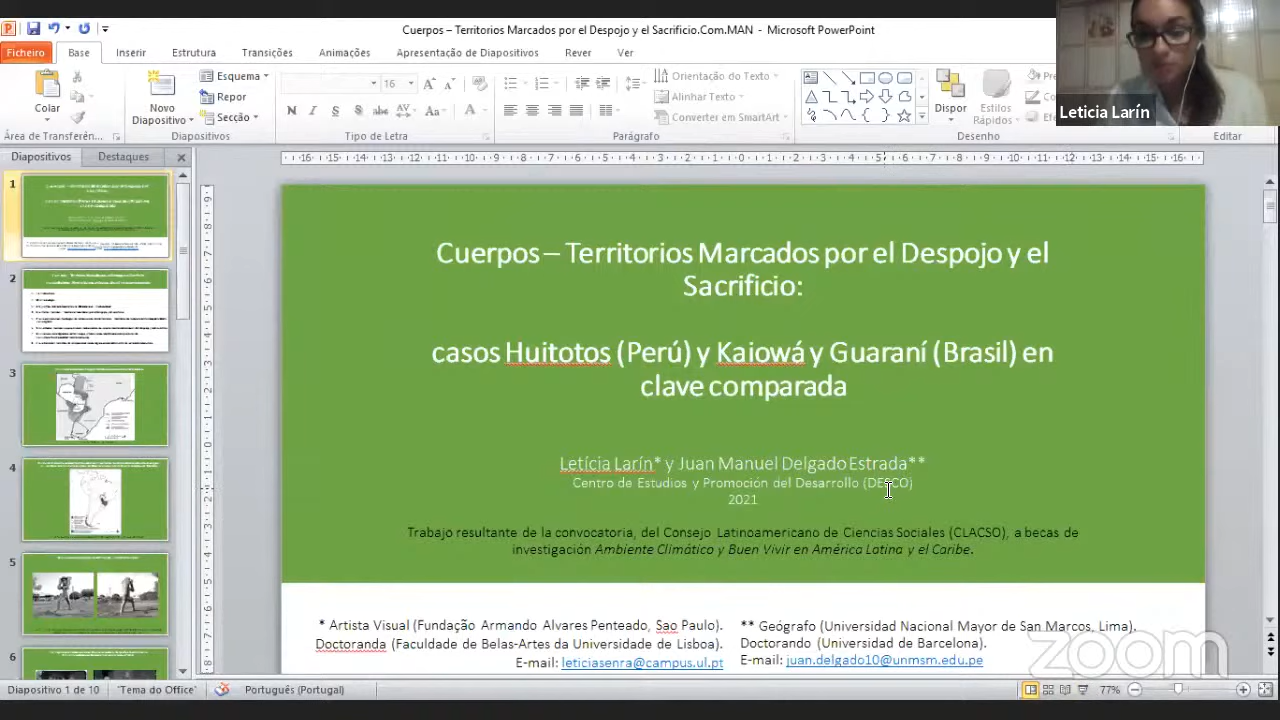 Cuerpos – Territorios Marcados por el Despojo y el Sacrificio.Com.MAN - Microsoft PowerPoint
Ficheiro Base Inserir Estrutura Transições Animações Apresentação de Diapositivos Rever Ver
Colar
Novo
Diapositivo
Esquema
Repor
Secção
16
Orientação do Texto
Alinhar Texto
Converter em SmartArt
Dispor
Estilos
Rápidos
Área de Transferên... Diapositivos Tipo de Letra Parágrafo Desenho Editar
Leticia Larín
Diapositivos Destaques
1
2
3
4
5
6
Cuerpos – Territorios Marcados por el Despojo y el
Sacrificio:
casos Huitotos (Perú) y Kaiowá y Guaraní (Brasil) en
clave comparada
Letícia Larín* y Juan Manuel Delgado Estrada**
Centro de Estudios y Promoción del Desarrollo (DESCO)
2021
Trabajo resultante de la convocatoria, del Consejo Latinoamericano de Ciencias Sociales (CLACSO), a becas de
investigación Ambiente Climático y Buen Vivir en América Latina y el Caribe.
* Artista Visual (Fundação Armando Alvares Penteado, Sao Paulo).
Doctoranda (Faculdade de Belas-Artes da Universidade de Lisboa).
E-mail: leticiasenra@campus.ul.pt
** Geógrafo (Universidad Nacional Mayor de San Marcos, Lima).
Doctorando (Universidad de Barcelona).
E-mail: juan.delgado10@unmsm.edu.pe
zoom
Diapositivo 1 de 10 "Tema do Office" Português (Portugal) 77%